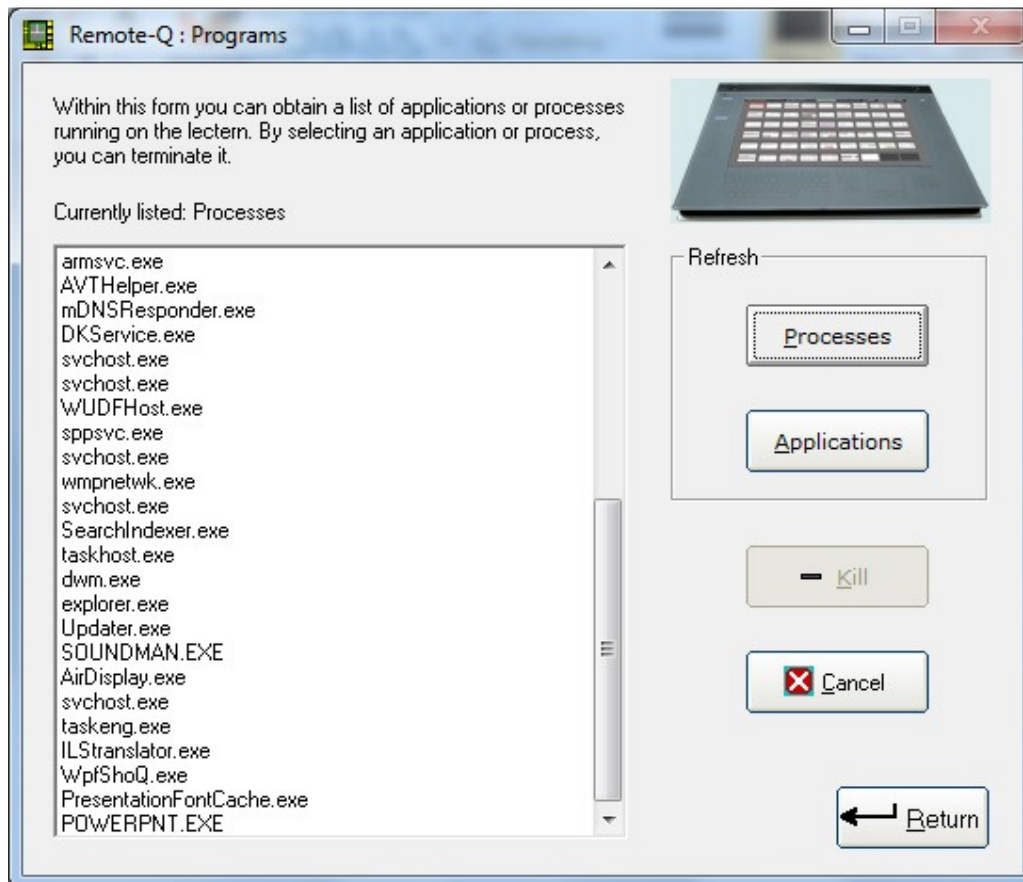 Remote-Q : Programs
Within this form you can obtain a list of applications or processes
running on the lectern. By selecting an application or process,
you can terminate it.
Currently listed: Processes
armsvc.exe
AVTHelper.exe
mDNSResponder.exe
DKService.exe
svchost.exe
svchost.exe
WUDFHost.exe
sppsvc.exe
svchost.exe
wmpnetwk.exe
svchost.exe
SearchIndexer.exe
taskhost.exe
dwm.exe
explorer.exe
Updater.exe
SOUNDMAN.EXE
AirDisplay.exe
svchost.exe
taskeng.exe
ILStranslator.exe
WpfShoQ.exe
PresentationFontCache.exe
POWERPNT.EXE
Refresh
Processes
Applications
Kill
Cancel
Return